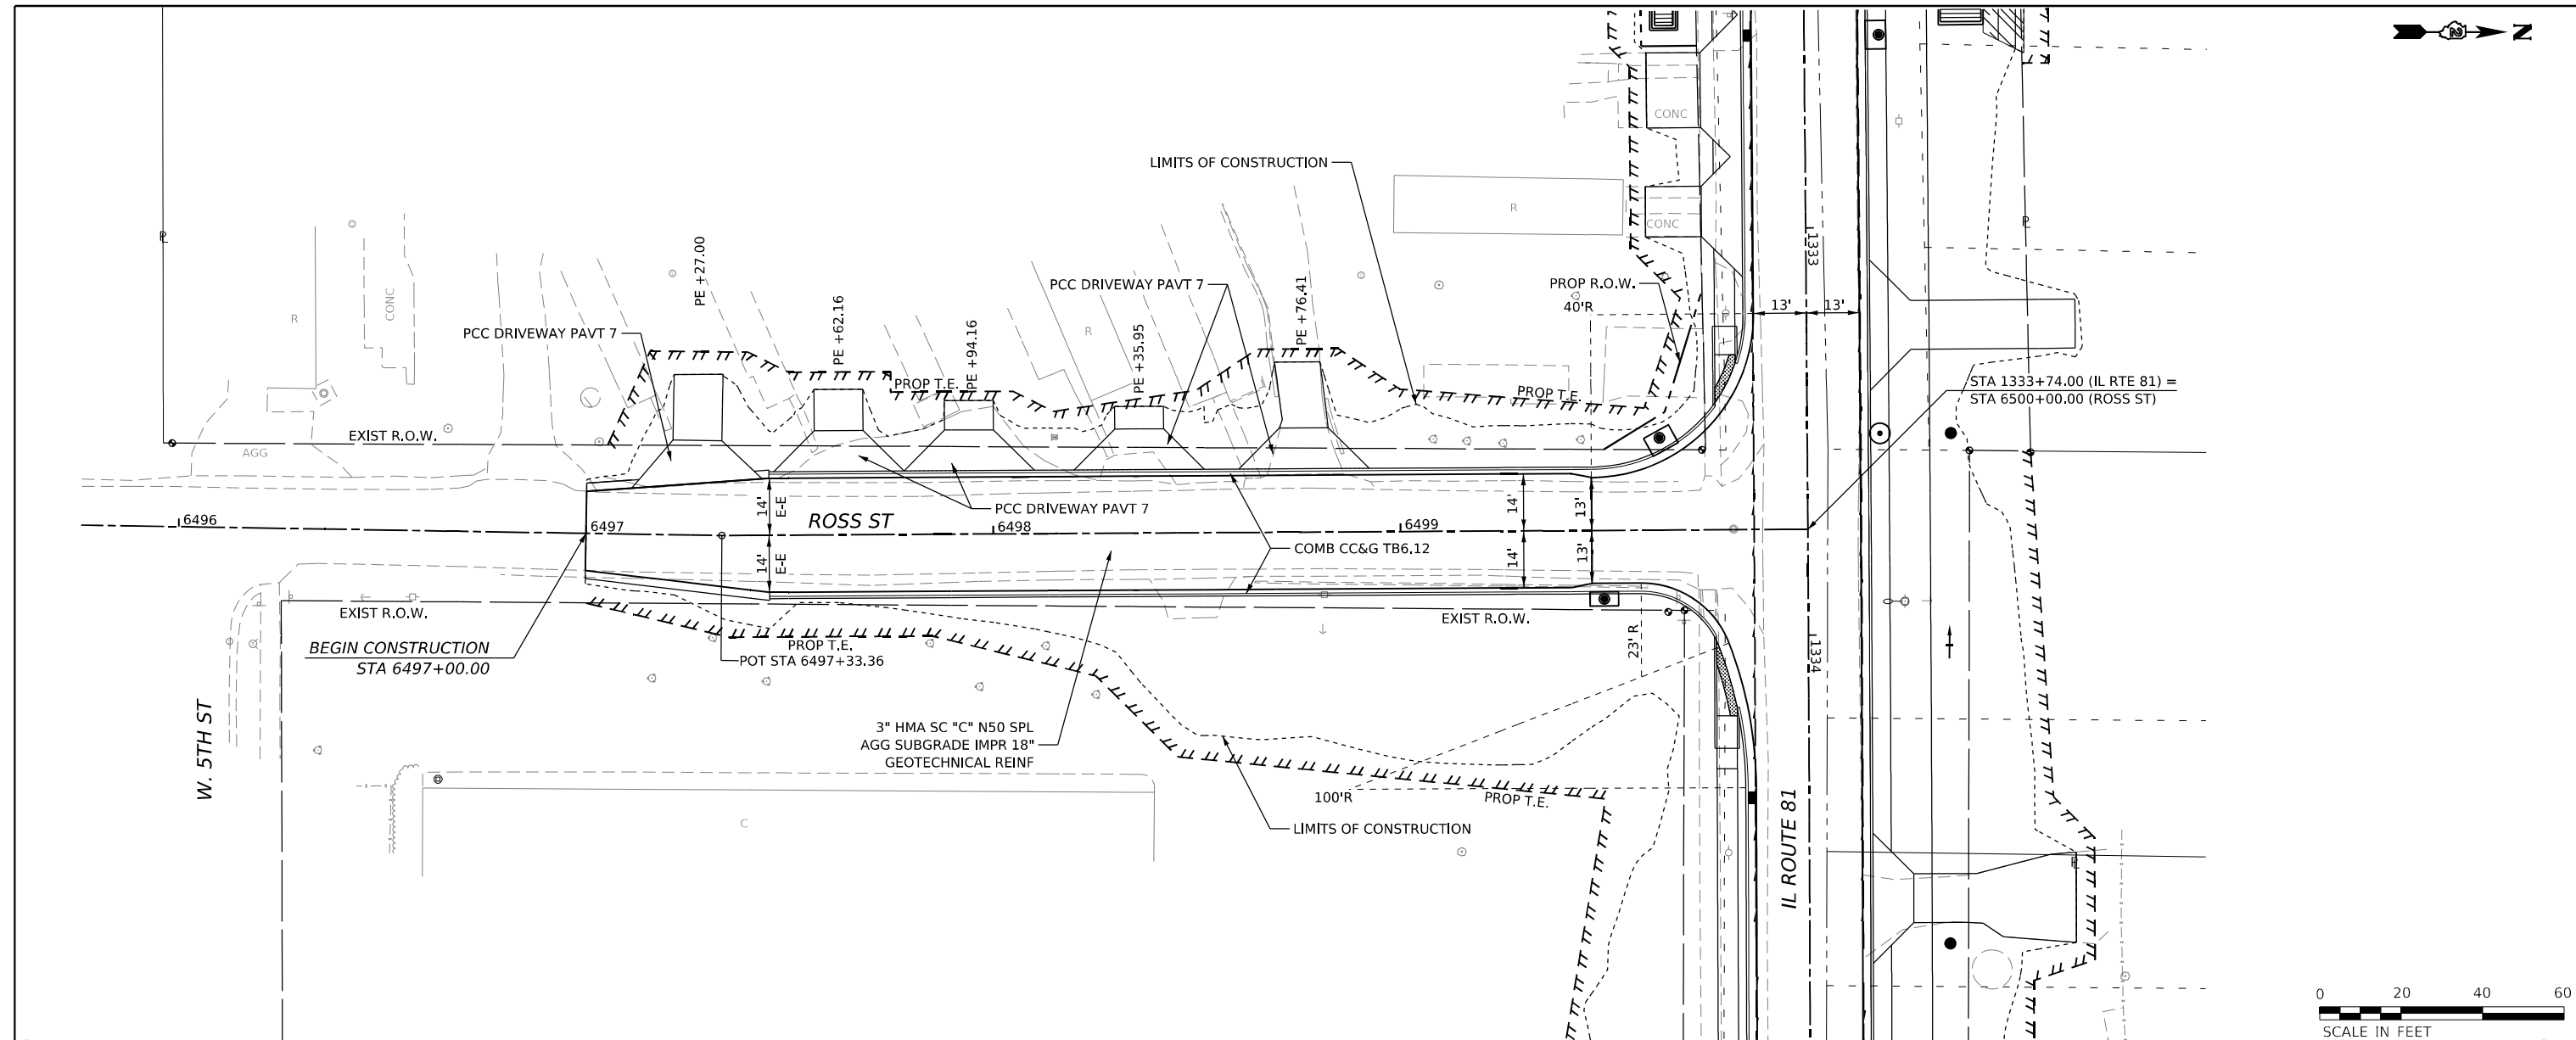 N
CONC
LIMITS OF CONSTRUCTION
R
CONC
PL
PL
1333
PE +27.00
PCC DRIVEWAY PAVT 7
PE +76.41
PROP R.O.W.
40'R
13'
13'
R
CONC
PCC DRIVEWAY PAVT 7
PE +62.16
PE +94.16
R
PE +35.95
PROP T.E.
PROP T.E.
STA 1333+74.00 (IL RTE 81) =
STA 6500+00.00 (ROSS ST)
EXIST R.O.W.
AGG
6496
6497
14'
E-E
ROSS ST
PCC DRIVEWAY PAVT 7
6498
6499
14'
13'
14'
E-E
COMB CC&G TB6.12
14'
13'
EXIST R.O.W.
EXIST R.O.W.
BEGIN CONSTRUCTION
STA 6497+00.00
PROP T.E.
POT STA 6497+33.36
23' R
1334
W. 5TH ST
3" HMA SC "C" N50 SPL
AGG SUBGRADE IMPR 18"
GEOTECHNICAL REINF
100'R
PROP T.E.
C
LIMITS OF CONSTRUCTION
IL ROUTE 81
PL
0 20 40 60
SCALE IN FEET